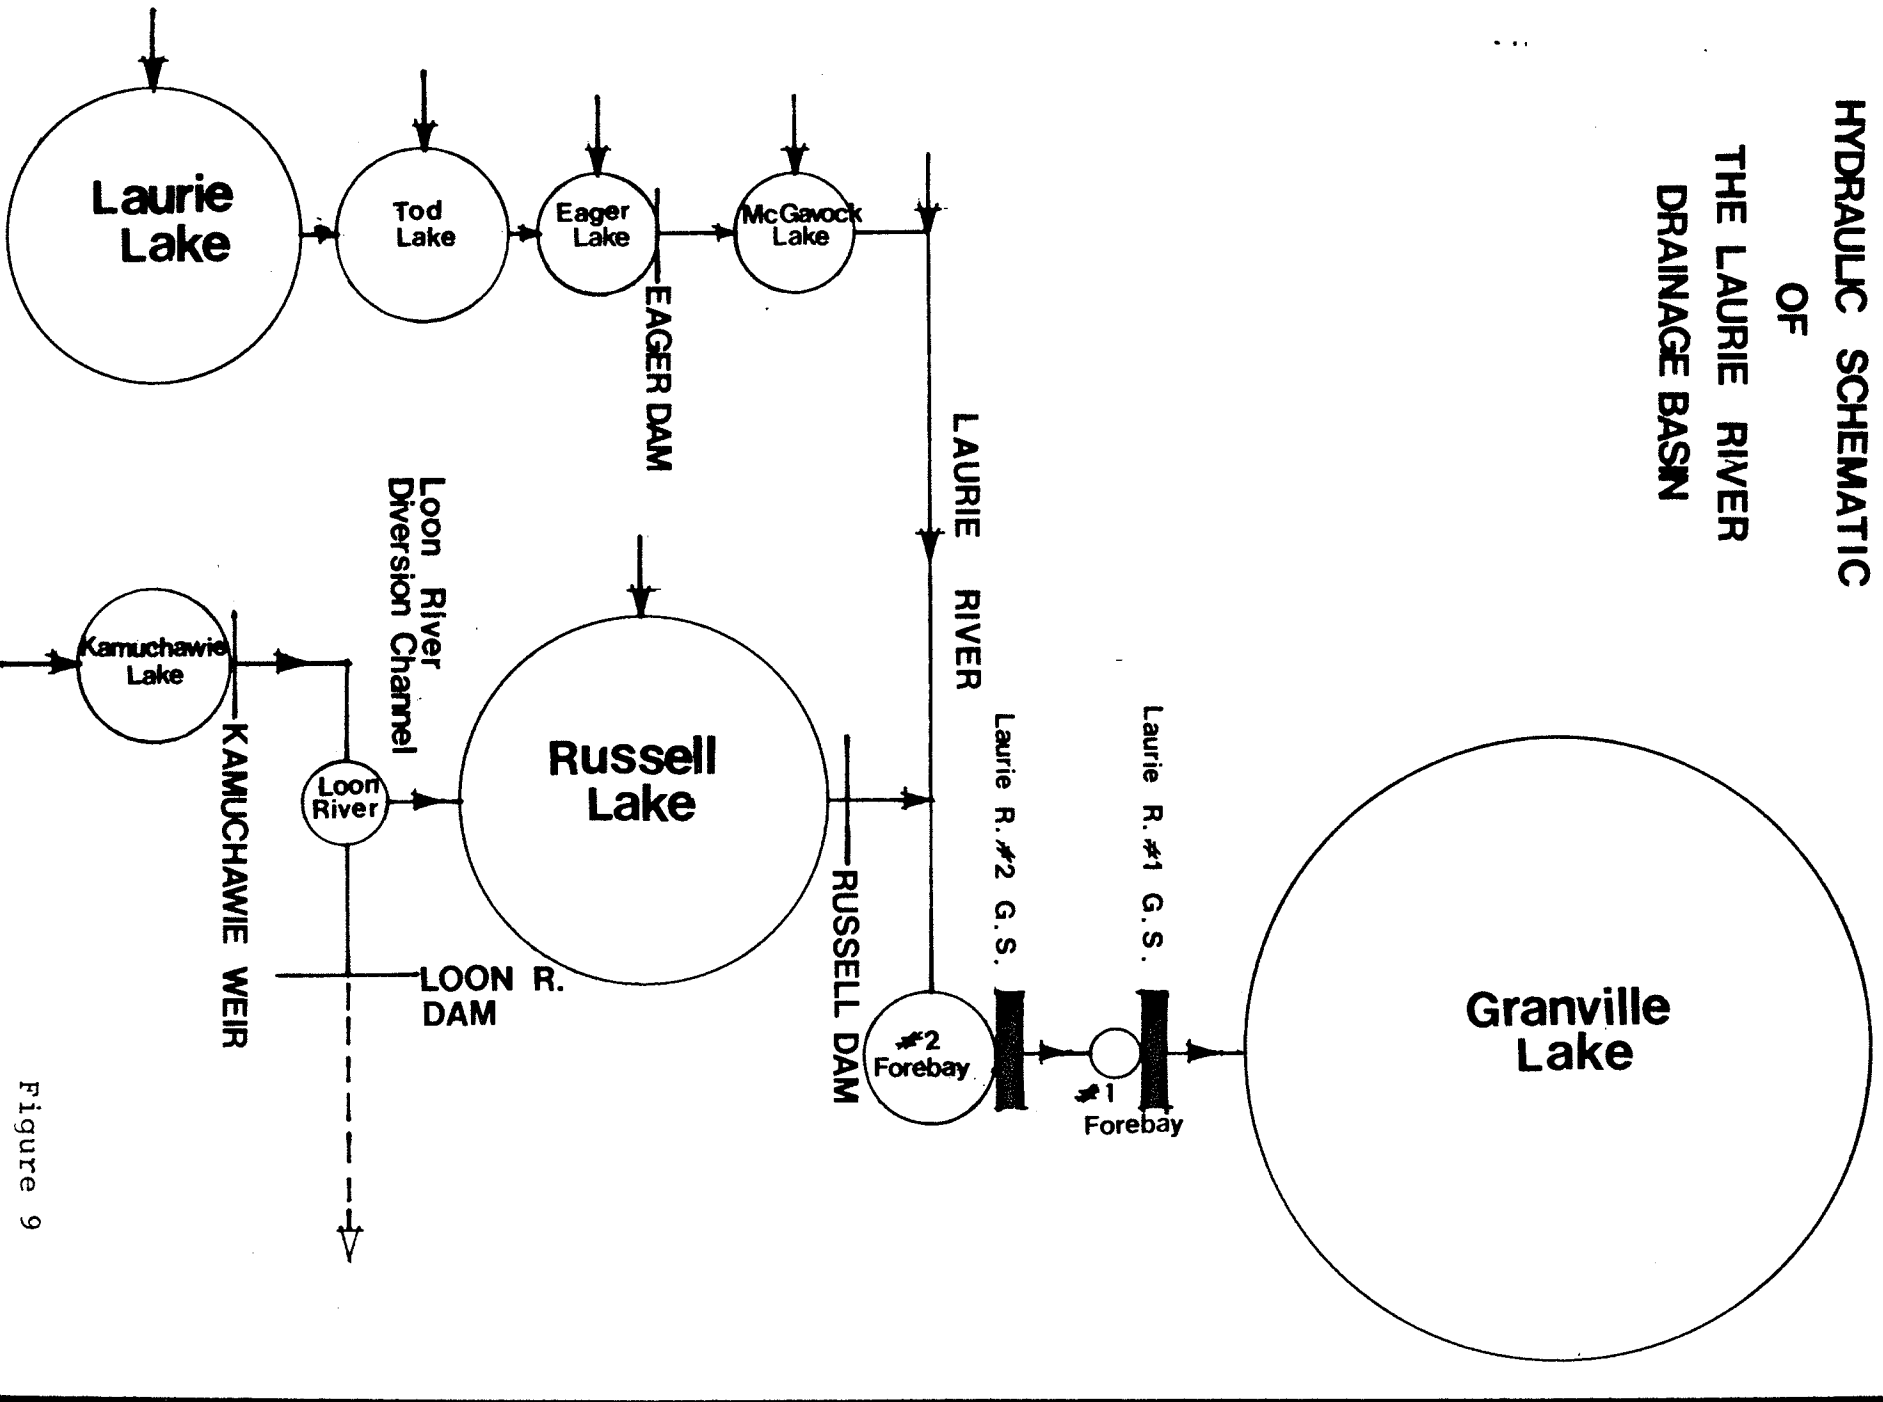 HYDRAULIC SCHEMATIC
OF
THE LAURIE RIVER
DRAINAGE BASIN
Laurie
Lake
Tod
Lake
Eager
Lake
McGavock
Lake
EAGER DAM
LAURIE RIVER
Loon River
Diversion Channel
Kamuchawie
Lake
KAMUCHAWIE WEIR
Loon
River
LOON R.
DAM
Russell
Lake
RUSSELL DAM
Laurie R. #2 G.S.
Laurie R. #1 G.S.
#2
Forebay
#1
Forebay
Granville
Lake
Figure 9